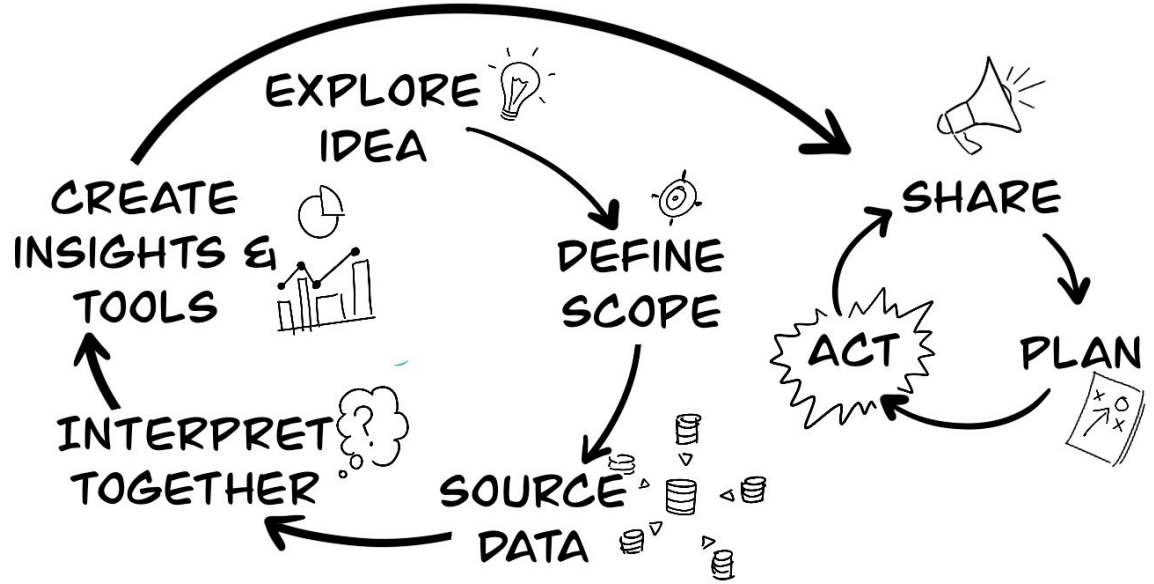 EXPLORE
IDEA
DEFINE
SCOPE
SOURCE
DATA
INTERPRET
TOGETHER
?
CREATE
INSIGHTS &
TOOLS
SHARE
PLAN
x o
x
ACT